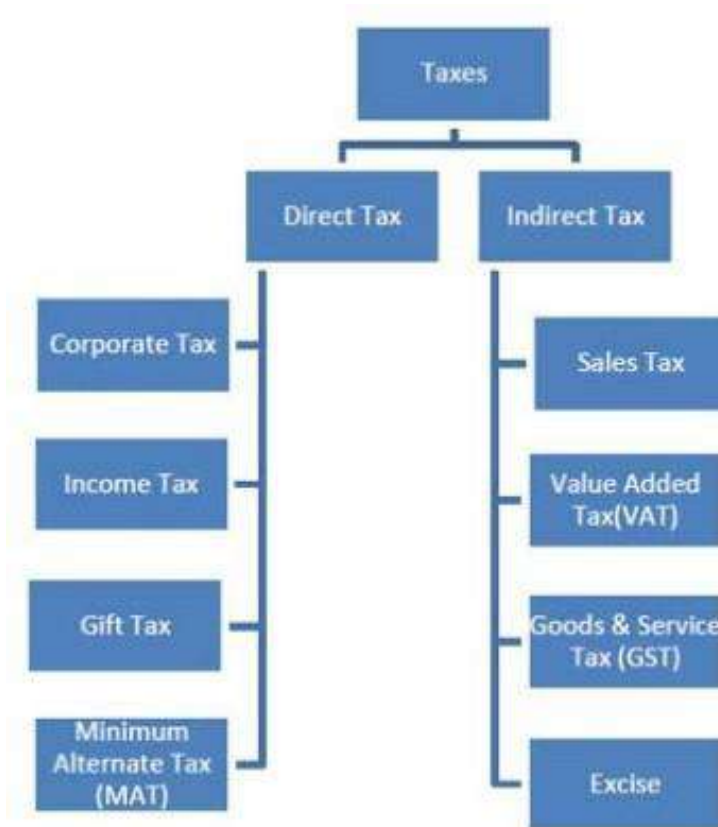 Taxes
Direct Tax
Indirect Tax
Corporate Tax
Income Tax
Gift Tax
Minimum
Alternate Tax
(MAT)
Sales Tax
Value Added
Tax(VAT)
Goods & Service
Tax (GST)
Excise